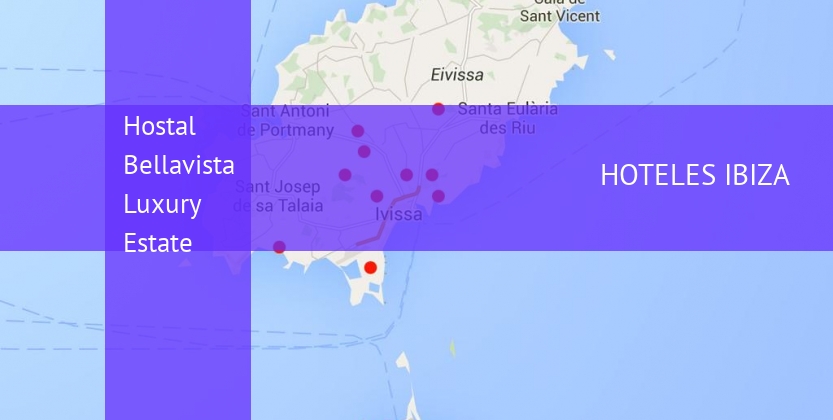 Cala de
Sant Vicent
Eivissa
Sant Antoni
de Portmany
Santa Eulària
des Riu
Hostal
Bellavista
Luxury
Estate
HOTELES IBIZA
Sant Josep
de sa Talaia
Ivissa